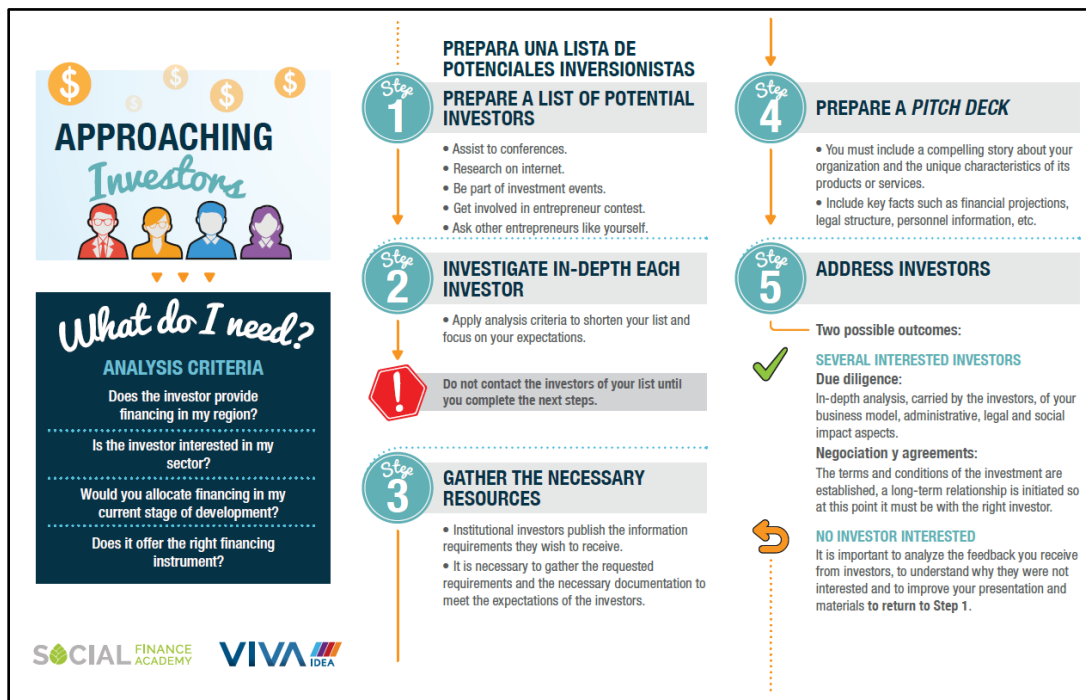 $
$
$
$
$
APPROACHING
Investors
What do I need?
ANALYSIS CRITERIA
Does the investor provide
financing in my region?
Is the investor interested in my
sector?
Would you allocate financing in my
current stage of development?
Does it offer the right financing
instrument?
SOCIAL FINANCE
ACADEMY
VIVA
IDEA
PREPARA UNA LISTA DE
POTENCIALES INVERSIONISTAS
Step
1
PREPARE A LIST OF POTENTIAL
INVESTORS
• Assist to conferences.
• Research on internet.
• Be part of investment events.
• Get involved in entrepreneur contest.
• Ask other entrepreneurs like yourself.
Step
2
INVESTIGATE IN-DEPTH EACH
INVESTOR
• Apply analysis criteria to shorten your list and
focus on your expectations.
!
Do not contact the investors of your list until
you complete the next steps.
Step
3
GATHER THE NECESSARY
RESOURCES
• Institutional investors publish the information
requirements they wish to receive.
• It is necessary to gather the requested
requirements and the necessary documentation to
meet the expectations of the investors.
Step
4
PREPARE A PITCH DECK
• You must include a compelling story about your
organization and the unique characteristics of its
products or services.
• Include key facts such as financial projections,
legal structure, personnel information, etc.
Step
5
ADDRESS INVESTORS
Two possible outcomes:
SEVERAL INTERESTED INVESTORS
Due diligence:
In-depth analysis, carried by the investors, of your
business model, administrative, legal and social
impact aspects.
Negociation y agreements:
The terms and conditions of the investment are
established, a long-term relationship is initiated so
at this point it must be with the right investor.
NO INVESTOR INTERESTED
It is important to analyze the feedback you receive
from investors, to understand why they were not
interested and to improve your presentation and
materials to return to Step 1.